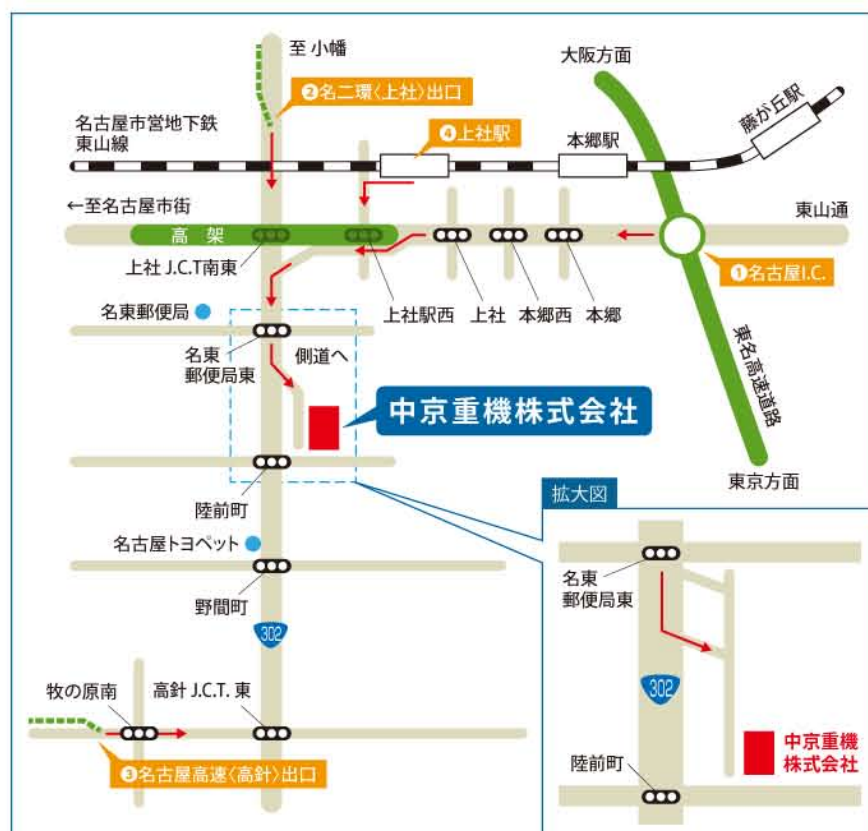 至 小幡
大阪方面
❷名二環〈上社〉出口
藤が丘駅
名古屋市営地下鉄
東山線
❹上社駅
本郷駅
←至名古屋市街
東山通
高 架
上社 J.C.T南東
❶名古屋I.C.
上社駅西
上社
本郷西
本郷
名東郵便局
名東
郵便局東
側道へ
東名高速道路
中京重機株式会社
東京方面
陸前町
拡大図
名古屋トヨペット
名東
郵便局東
野間町
302
302
牧の原南
高針 J.C.T. 東
中京重機
株式会社
❸名古屋高速〈高針〉出口
陸前町